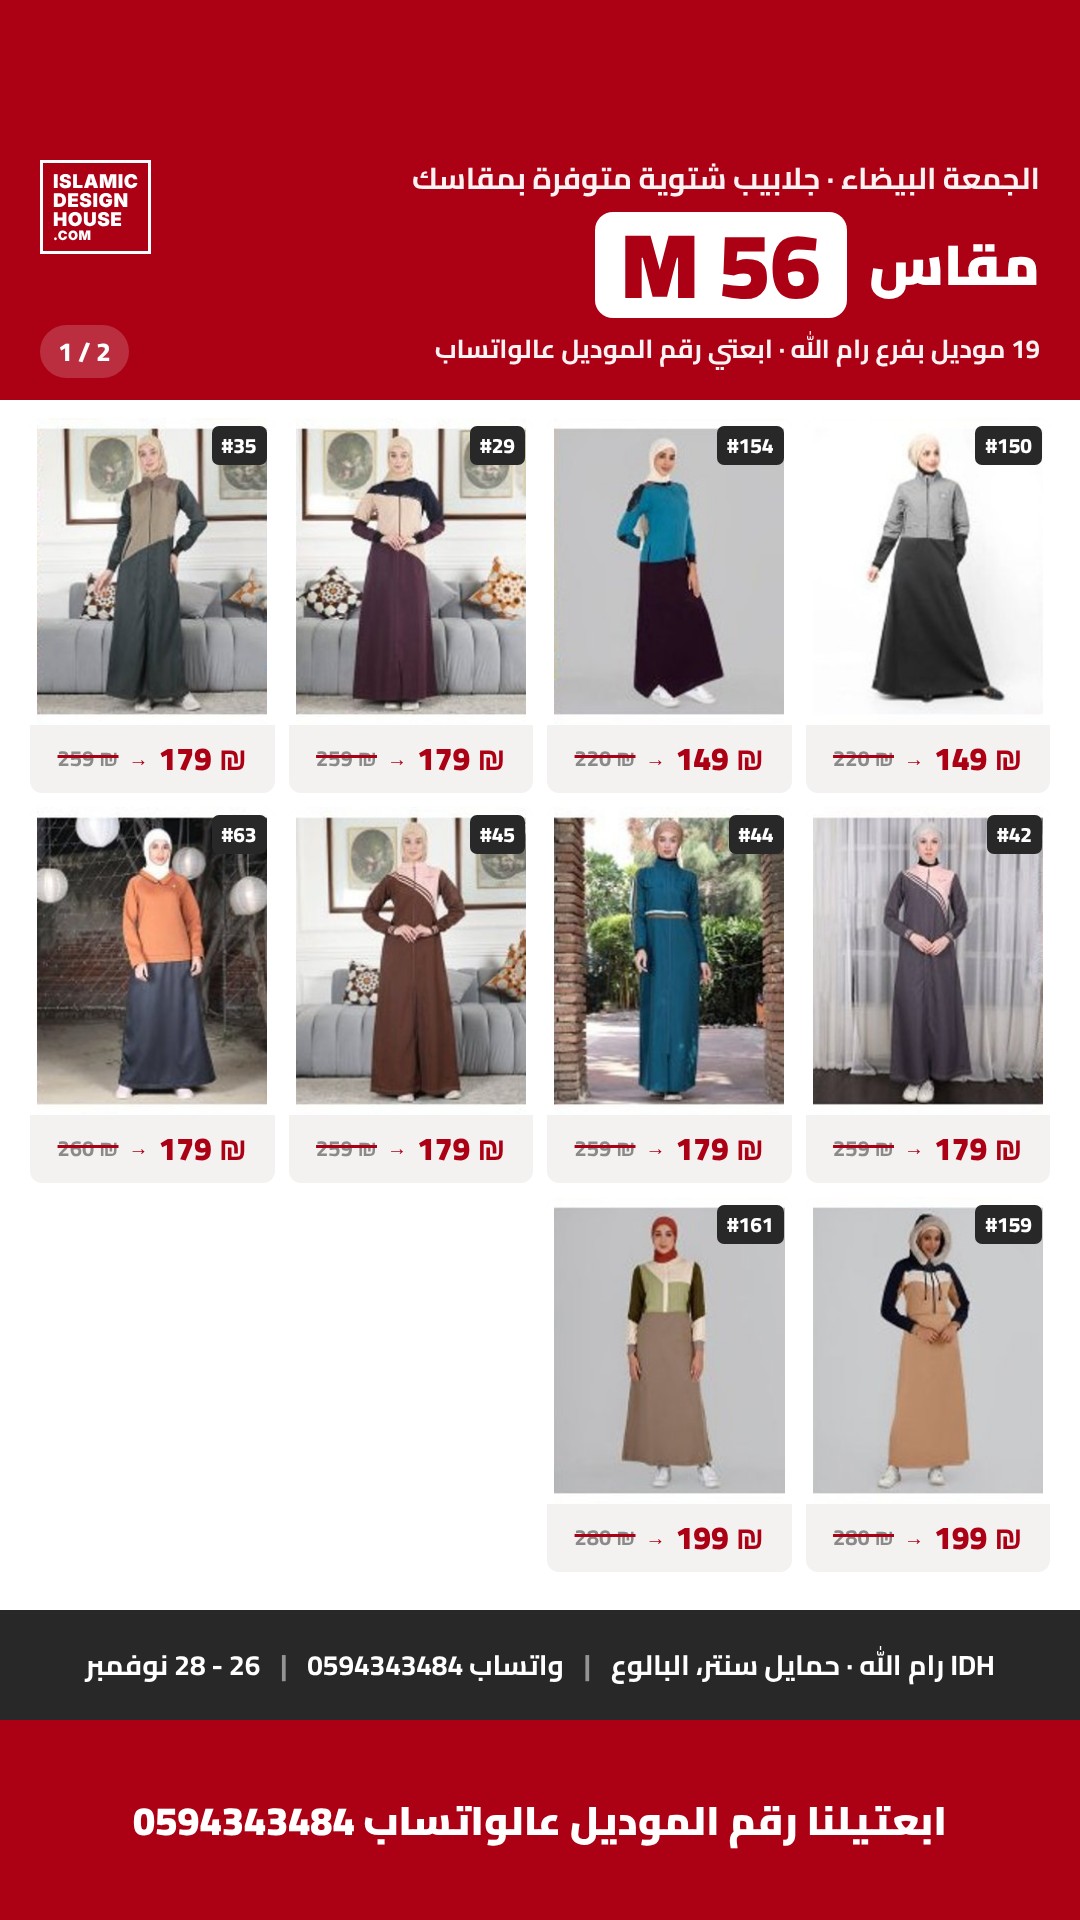 الجمعة البيضاء · جلابيب شتوية متوفرة بمقاسك
ISLAMIC
DESIGN
HOUSE
.COM
مقاس M 56
19 موديل بفرع رام الله · ابعتي رقم الموديل عالواتساب
1 / 2
#150
#154
#29
#35
220 ₪ → 149 ₪
220 ₪ → 149 ₪
259 ₪ → 179 ₪
259 ₪ → 179 ₪
#42
#44
#45
#63
259 ₪ → 179 ₪
259 ₪ → 179 ₪
259 ₪ → 179 ₪
260 ₪ → 179 ₪
#159
#161
280 ₪ → 199 ₪
280 ₪ → 199 ₪
IDH رام الله · حمايل سنتر، البالوع | واتساب 0594343484 | 26 - 28 نوفمبر
ابعتيلنا رقم الموديل عالواتساب 0594343484